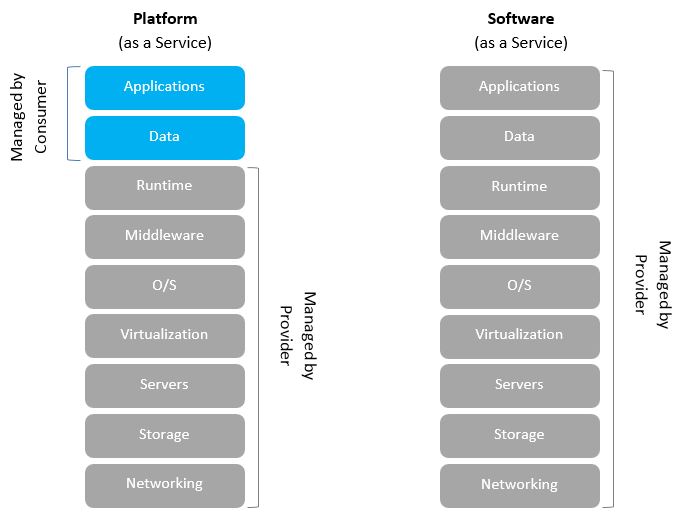 Platform
(as a Service)
Managed by
Consumer
Applications
Data
Runtime
Middleware
O/S
Virtualization
Servers
Storage
Networking
Managed by
Provider
Software
(as a Service)
Applications
Data
Runtime
Middleware
O/S
Virtualization
Servers
Storage
Networking
Managed by
Provider